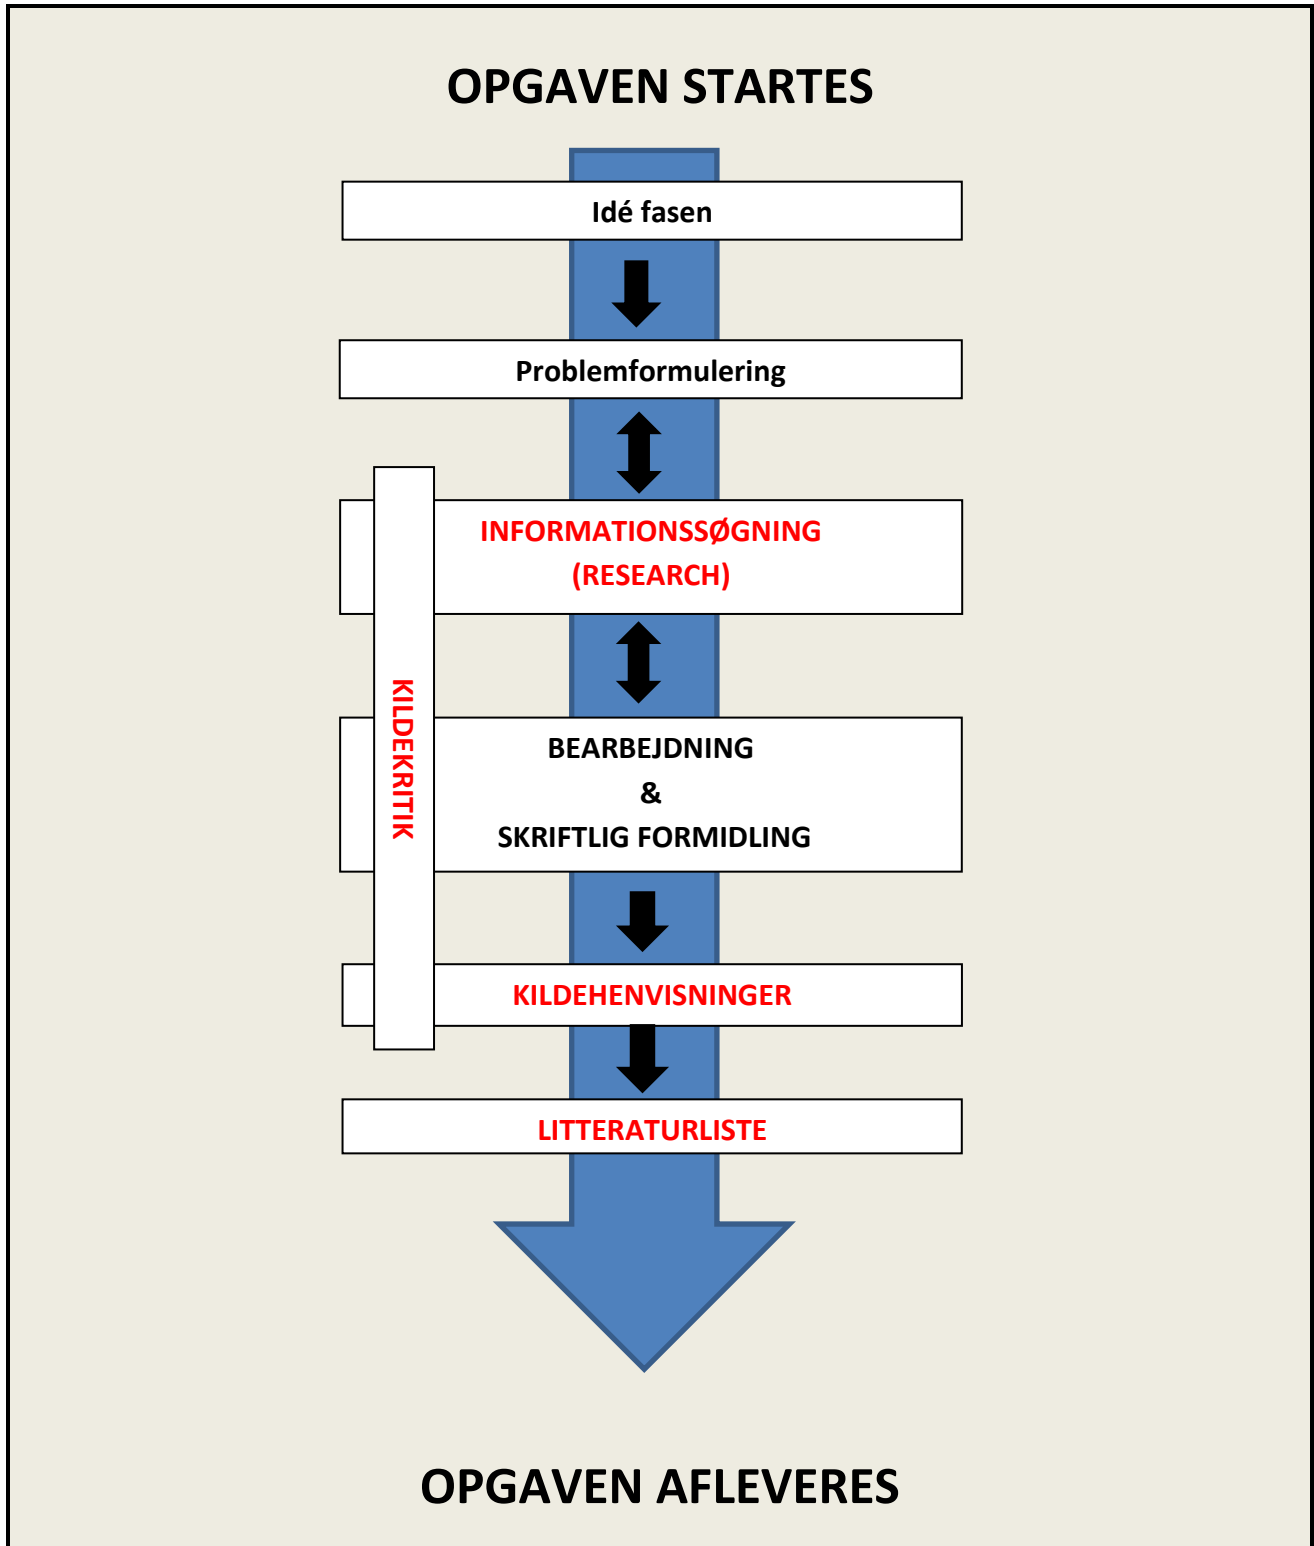 OPGAVEN STARTES
Idé fasen
Problemformulering
INFORMATIONSSØGNING
(RESEARCH)
KILDEKRITIK
BEARBEJDNING
&
SKRIFTLIG FORMIDLING
KILDEHENVISNINGER
LITTERATURLISTE
OPGAVEN AFLEVERES